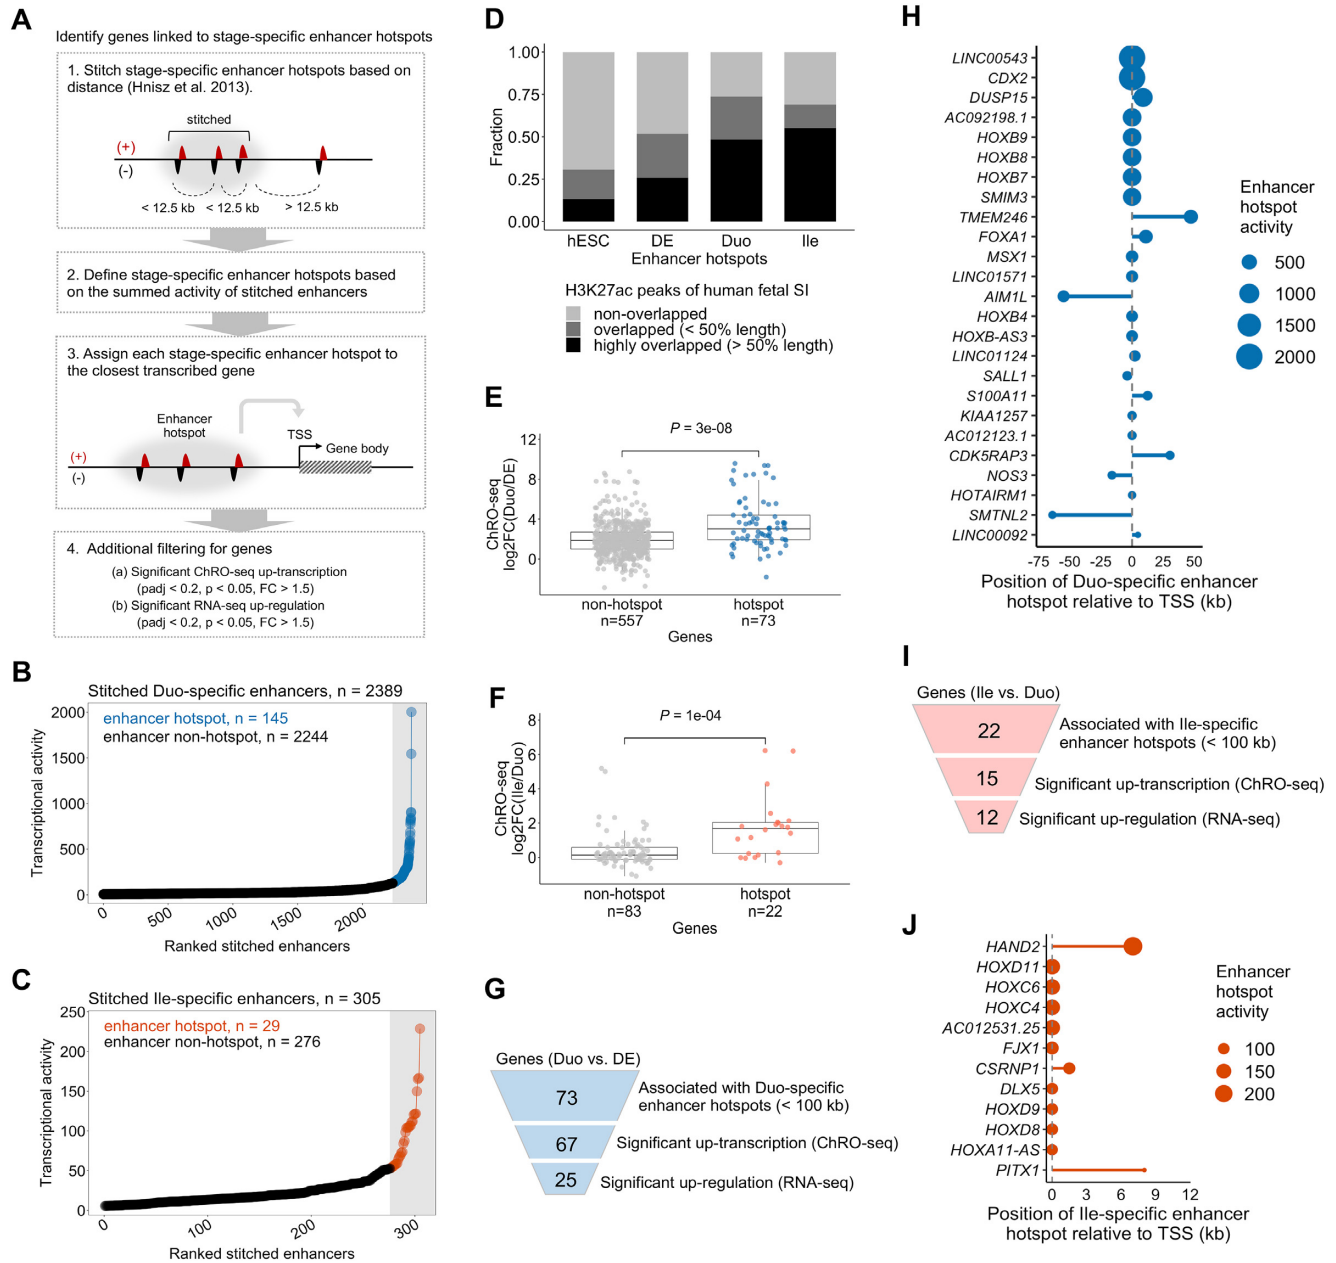 A
Identify genes linked to stage-specific enhancer hotspots
1. Stitch stage-specific enhancer hotspots based on
distance (Hnisz et al. 2013).
stitched
(+)
(-)
< 12.5 kb
< 12.5 kb
> 12.5 kb
2. Define stage-specific enhancer hotspots based
on the summed activity of stitched enhancers
3. Assign each stage-specific enhancer hotspot to
the closest transcribed gene
Enhancer
hotspot
TSS
Gene body
(+)
(-)
4. Additional filtering for genes
(a) Significant ChRO-seq up-transcription
(padj < 0.2, p < 0.05, FC > 1.5)
(b) Significant RNA-seq up-regulation
(padj < 0.2, p < 0.05, FC > 1.5)
B
Stitched Duo-specific enhancers, n = 2389
enhancer hotspot, n = 145
enhancer non-hotspot, n = 2244
Transcriptional activity
2000
1500
1000
500
0
0
500
1000
1500
2000
Ranked stitched enhancers
C
Stitched Ile-specific enhancers, n = 305
enhancer hotspot, n = 29
enhancer non-hotspot, n = 276
Transcriptional activity
250
200
150
100
50
0
0
100
200
300
Ranked stitched enhancers
D
Fraction
1.00
0.75
0.50
0.25
0.00
hESC
DE
Duo
Ile
Enhancer hotspots
H3K27ac peaks of human fetal SI
non-overlapped
overlapped (< 50% length)
highly overlapped (> 50% length)
E
P = 3e-08
ChRO-seq
log2FC(Duo/DE)
12
8
4
0
non-hotspot
n=557
hotspot
n=73
Genes
F
P = 1e-04
ChRO-seq
log2FC(Ile/Duo)
8
6
4
2
0
non-hotspot
n=83
hotspot
n=22
Genes
G
Genes (Duo vs. DE)
73
Associated with Duo-specific
enhancer hotspots (< 100 kb)
67
Significant up-transcription (ChRO-seq)
25
Significant up-regulation (RNA-seq)
H
LINC00543
CDX2
DUSP15
AC092198.1
HOXB9
HOXB8
HOXB7
SMIM3
TMEM246
FOXA1
MSX1
LINC01571
AIM1L
HOXB4
HOXB-AS3
LINC01124
SALL1
S100A11
KIAA1257
AC012123.1
CDK5RAP3
NOS3
HOTAIRM1
SMTNL2
LINC00092
-75
-50
-25
0
25
50
Position of Duo-specific enhancer
hotspot relative to TSS (kb)
Enhancer
hotspot
activity
500
1000
1500
2000
I
Genes (Ile vs. Duo)
22
Associated with Ile-specific
enhancer hotspots (< 100 kb)
15
Significant up-transcription (ChRO-seq)
12
Significant up-regulation (RNA-seq)
J
HAND2
HOXD11
HOXC6
HOXC4
AC012531.25
FJX1
CSRNP1
DLX5
HOXD9
HOXD8
HOXA11-AS
PITX1
0
3
6
9
12
Position of Ile-specific enhancer
hotspot relative to TSS (kb)
Enhancer
hotspot
activity
100
150
200